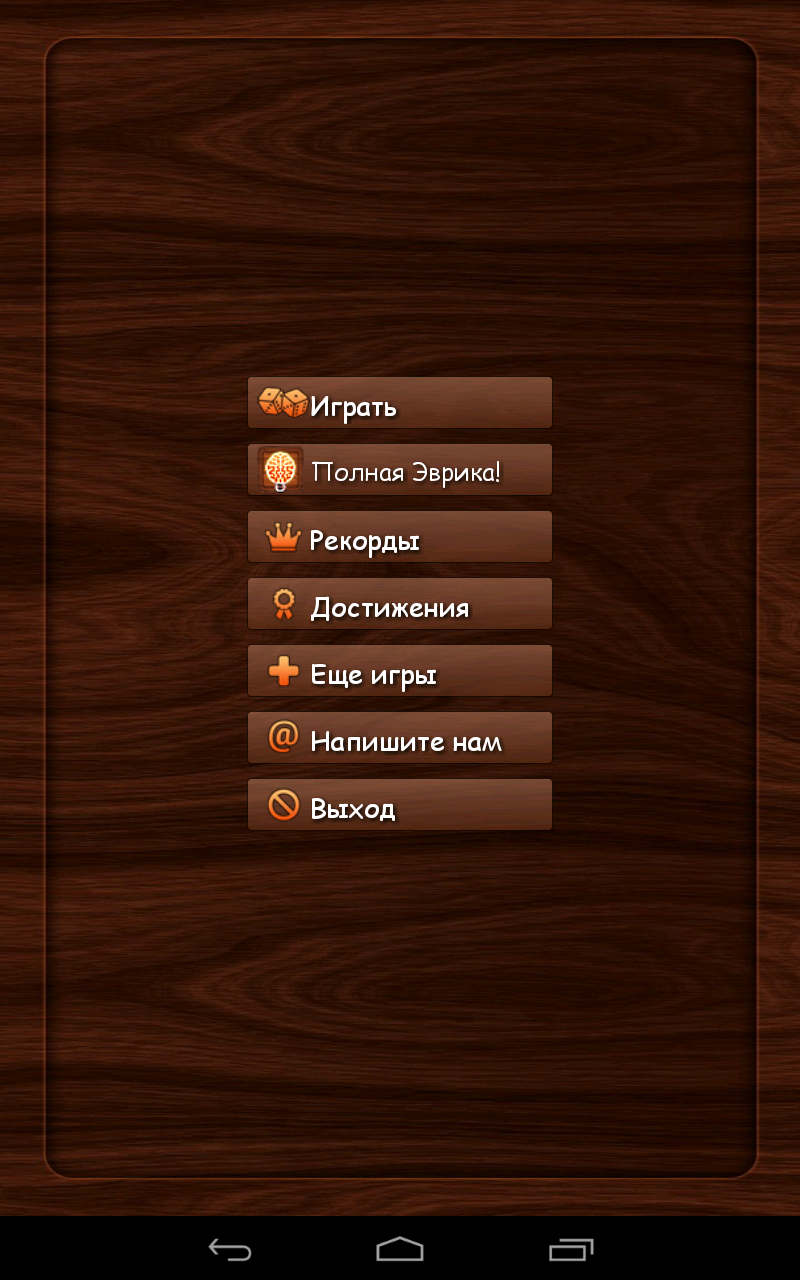 Играть
Полная Эврика!
Рекорды
Достижения
Еще игры
Напишите нам
Выход